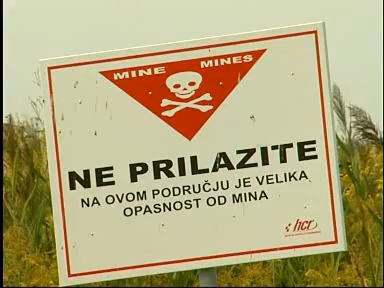 MINE MINES
NE PRILAZITE
NA OVOM PODRUČJU JE VELIKA
OPASNOST OD MINA
hcr